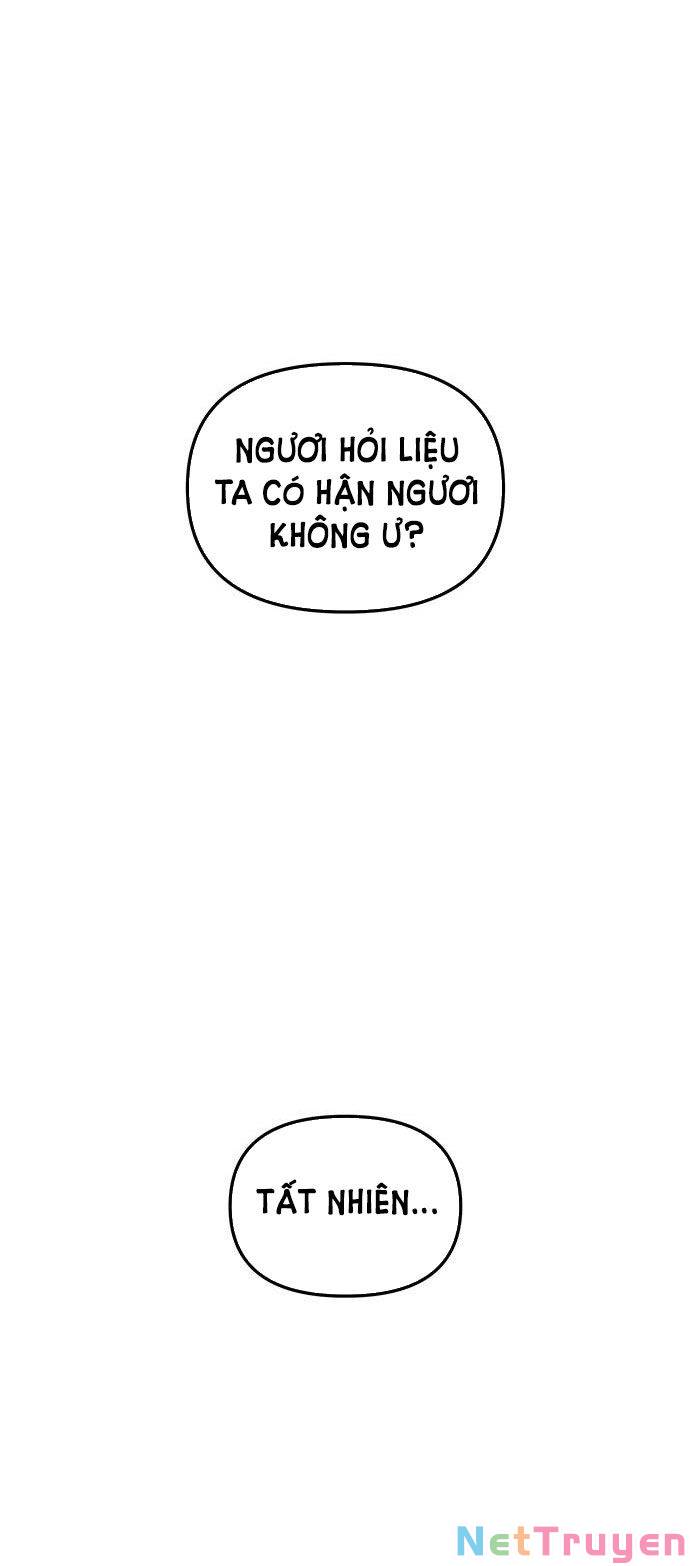 NGƯƠI HỎI LIỆU
TA CÓ HẬN NGƯƠI
KHÔNG Ư?
TẤT NHIÊN...
NetTruyen